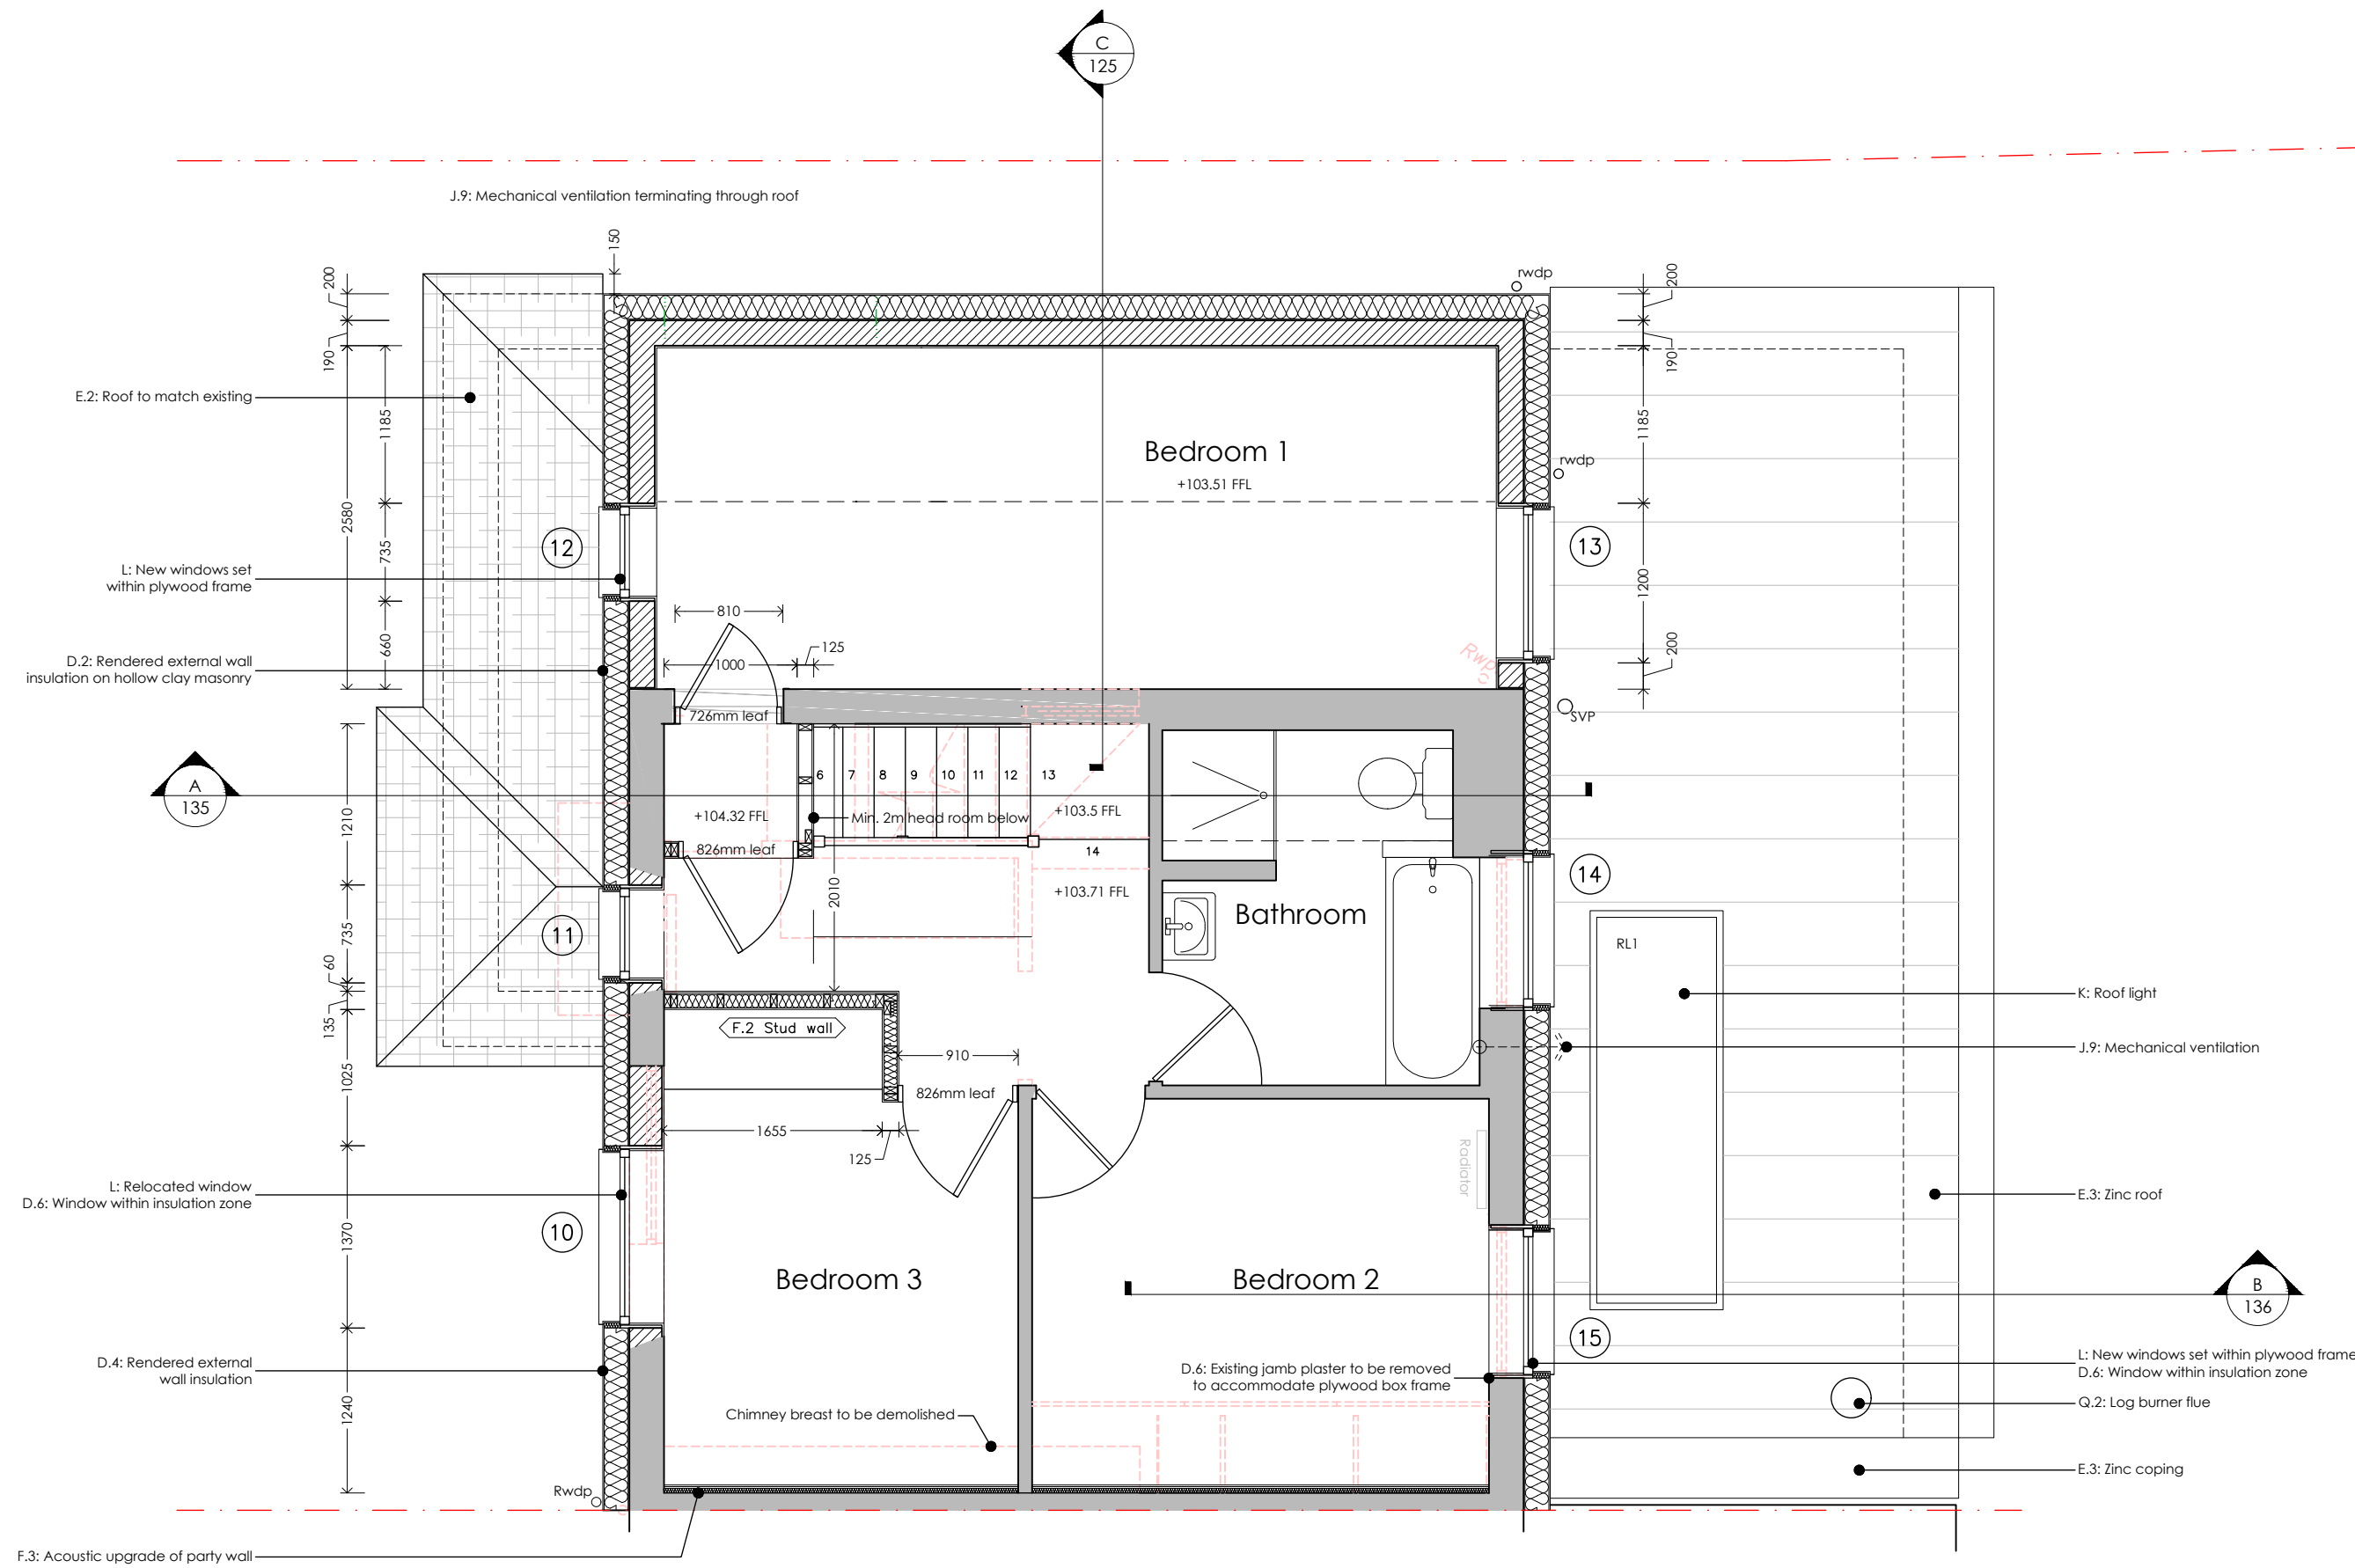 C
125
J.9: Mechanical ventilation terminating through roof
150
200
190
rwdp
200
190
E.2: Roof to match existing
1185
2580
Bedroom 1
+103.51 FFL
1185
rwdp
12
735
13
L: New windows set
within plywood frame
1200
810
660
125
1000
200
D.2: Rendered external wall
insulation on hollow clay masonry
Rwp
726mm leaf
SVP
A
135
6 7 8 9 10 11 12 13
1210
+104.32 FFL
Min. 2m head room below
+103.5 FFL
826mm leaf
14
2010
+103.71 FFL
14
11
735
Bathroom
RL1
60
135
K: Roof light
F.2 Stud wall
910
J.9: Mechanical ventilation
1025
826mm leaf
1655
125
Radiator
L: Relocated window
D.6: Window within insulation zone
E.3: Zinc roof
10
1370
Bedroom 3
Bedroom 2
B
136
15
D.4: Rendered external
wall insulation
D.6: Existing jamb plaster to be removed
to accommodate plywood box frame
L: New windows set within plywood frame
D.6: Window within insulation zone
1240
Chimney breast to be demolished
Q.2: Log burner flue
E.3: Zinc coping
Rwdp
F.3: Acoustic upgrade of party wall